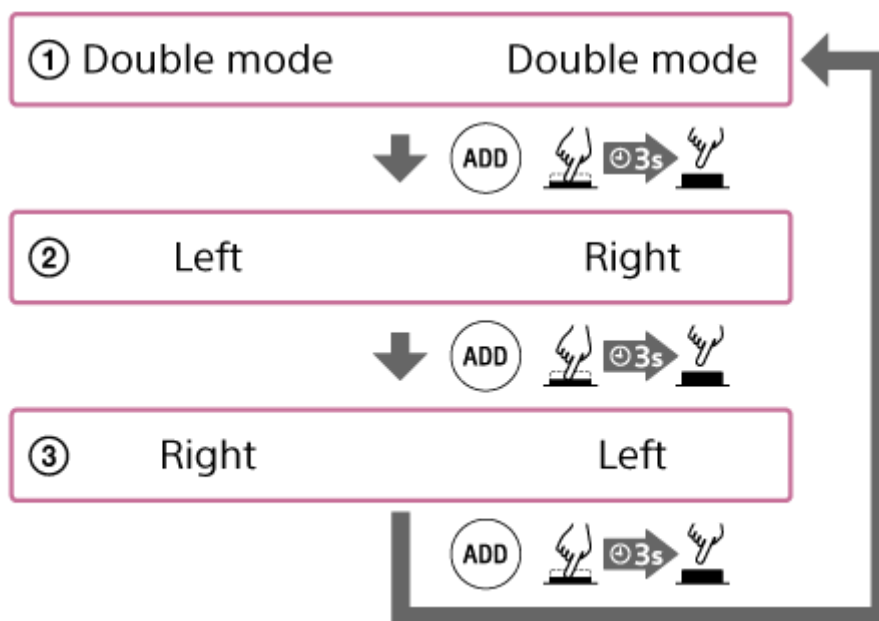 ① Double mode Double mode
ADD 3s
② Left Right
ADD 3s
③ Right Left
ADD 3s